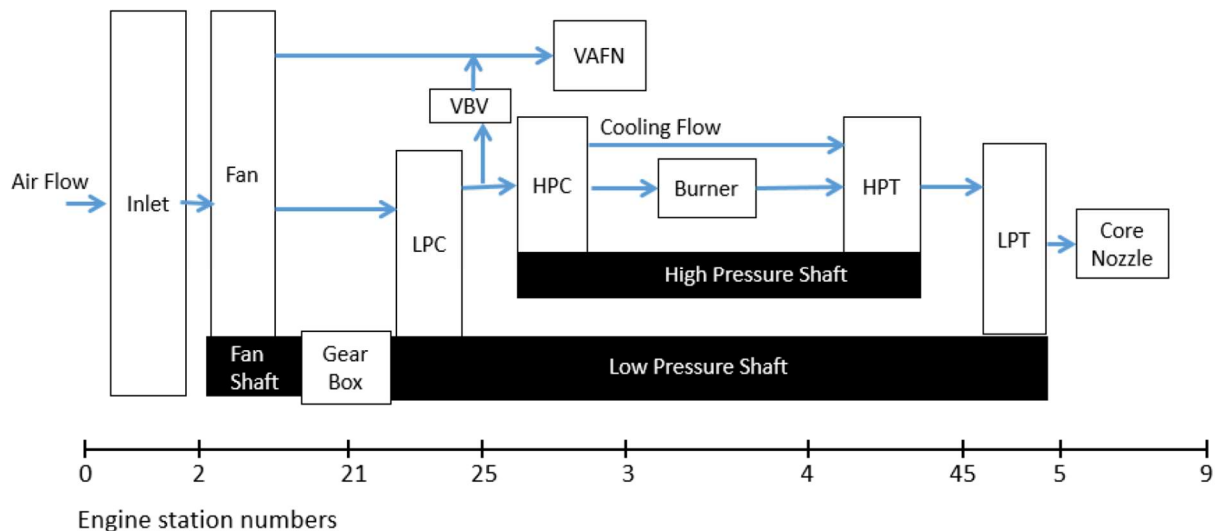 VAFN
VBV
Cooling Flow
Air Flow
Inlet
Fan
LPC
HPC
Burner
HPT
LPT
Core
Nozzle
High Pressure Shaft
Fan
Shaft
Gear
Box
Low Pressure Shaft
0 2 21 25 3 4 45 5 9
Engine station numbers